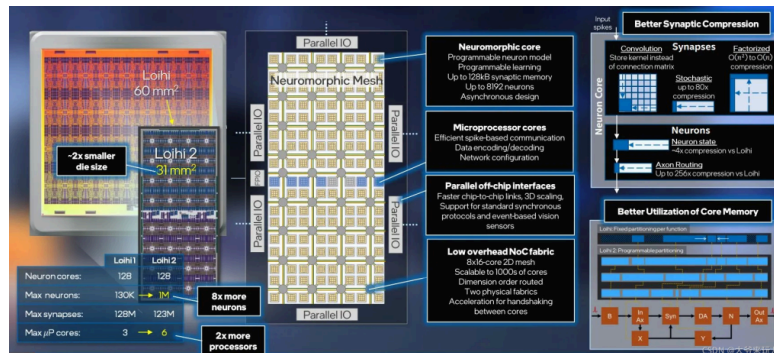 Loihi
60 mm²
~2x smaller
die size
Loihi 2
31 mm²
Loihi 1 Loihi 2
Neuron cores: 128 128
Max neurons: 130K → 1M
Max synapses: 128M 123M
Max µP cores: 3 → 6
8x more
neurons
2x more
processors
Parallel IO
Neuromorphic Mesh
Parallel IO
Parallel IO
FPIO
Parallel IO
Parallel IO
Parallel IO
Neuromorphic core
Programmable neuron model
Programmable learning
Up to 128kB synaptic memory
Up to 8192 neurons
Asynchronous design
Microprocessor cores
Efficient spike-based communication
Data encoding/decoding
Network configuration
Parallel off-chip interfaces
Faster chip-to-chip links, 3D scaling,
Support for standard synchronous
protocols and event-based vision
sensors
Low overhead NoC fabric
8x16-core 2D mesh
Scalable to 1000s of cores
Dimension order routed
Two physical fabrics
Acceleration for handshaking
between cores
Input
spikes
Better Synaptic Compression
Neuron Core
Convolution
Store kernel instead
of connection matrix
Synapses
Stochastic
up to 80x
compression
Factorized
O(n²) to O(n)
compression
Neurons
Neuron state
~4x compression vs Loihi
Axon Routing
Up to 256x compression vs Loihi
Better Utilization of Core Memory
Loihi: Fixed partitioning per function
Loihi 2: Programmable partitioning
B In Ax Syn DA N Out Ax
X Y